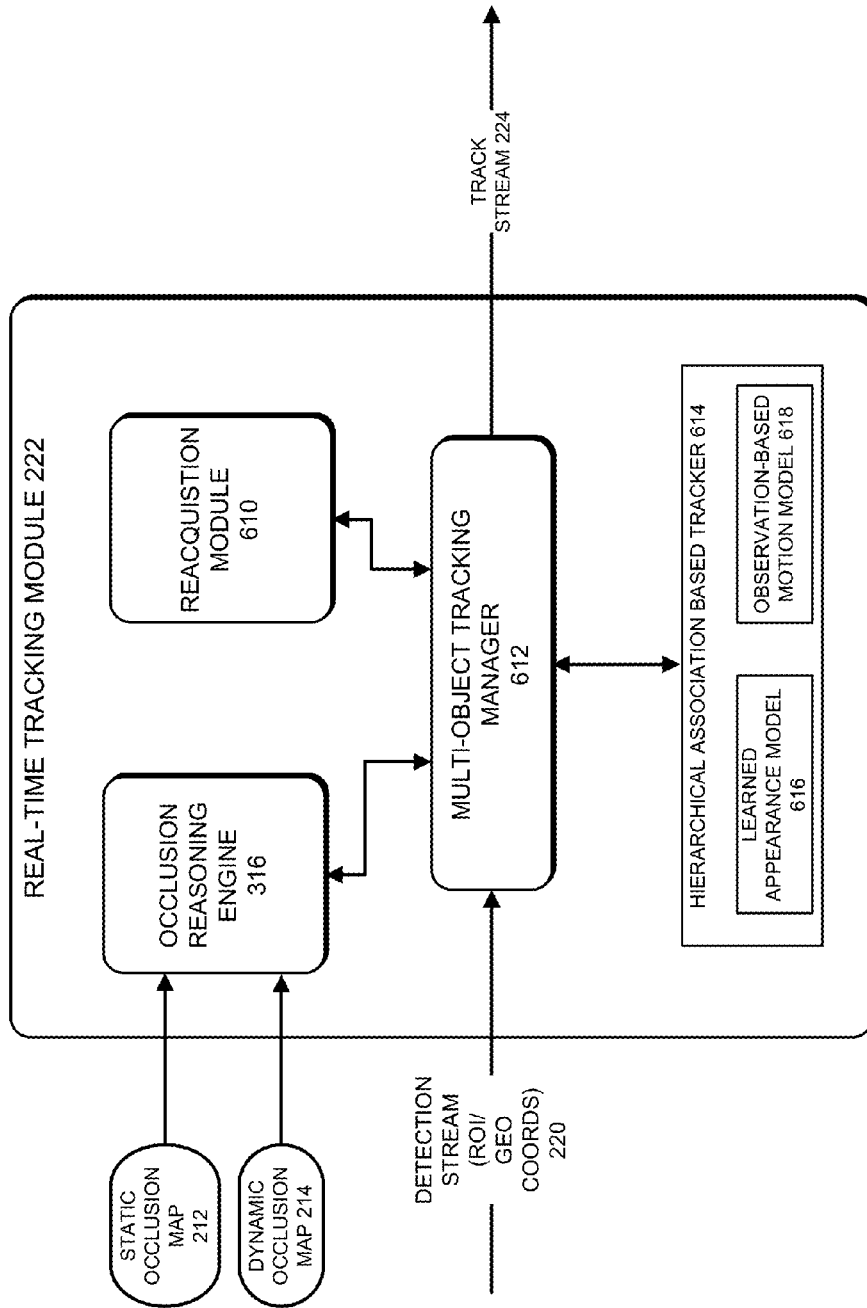 REAL-TIME TRACKING MODULE 222
STATIC
OCCLUSION
MAP
212
DYNAMIC
OCCLUSION
MAP 214
OCCLUSION
REASONING
ENGINE
316
REACQUISTION
MODULE
610
DETECTION
STREAM
(ROI/
GEO
COORDS)
220
MULTI-OBJECT TRACKING
MANAGER
612
TRACK
STREAM 224
HIERARCHICAL ASSOCIATION BASED TRACKER 614
LEARNED
APPEARANCE MODEL
616
OBSERVATION-BASED
MOTION MODEL 618